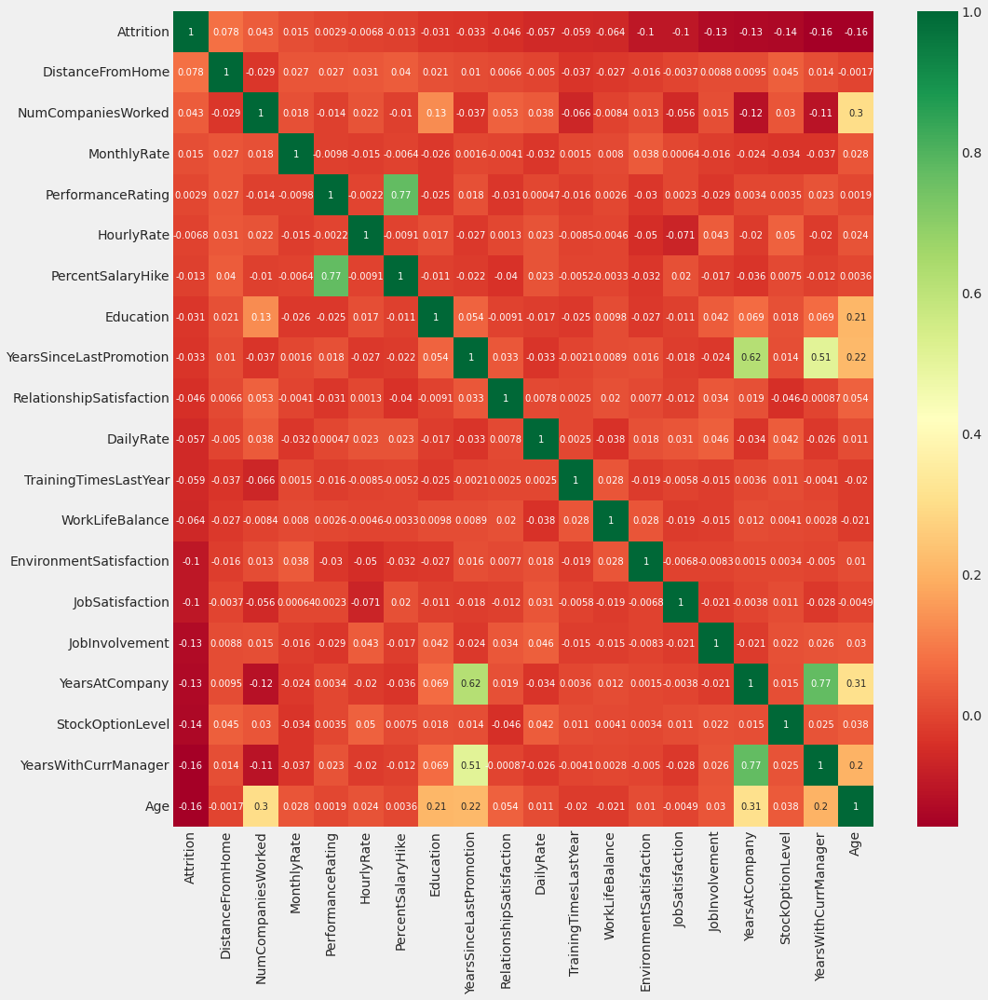 Attrition 1 0.078 0.043 0.015 0.0029 -0.0068 -0.013 -0.031 -0.033 -0.046 -0.057 -0.059 -0.064 -0.1 -0.1 -0.13 -0.13 -0.14 -0.16 -0.16
DistanceFromHome 0.078 1 -0.029 0.027 0.027 0.031 0.04 0.021 0.01 0.0066 -0.005 -0.037 -0.027 -0.016 -0.0037 0.0088 0.0095 0.045 0.014 -0.0017
NumCompaniesWorked 0.043 -0.029 1 0.018 -0.014 0.022 -0.01 0.13 -0.037 0.053 0.038 -0.066 -0.0084 0.013 -0.056 0.015 -0.12 0.03 -0.11 0.3
MonthlyRate 0.015 0.027 0.018 1 -0.0098 -0.015 -0.0064 -0.026 0.0016 -0.0041 -0.032 0.0015 0.008 0.038 0.00064 -0.016 -0.024 -0.034 -0.037 0.028
PerformanceRating 0.0029 0.027 -0.014 -0.0098 1 -0.0022 0.77 -0.025 0.018 -0.031 0.00047 -0.016 0.0026 -0.03 0.0023 -0.029 0.0034 0.0035 0.023 0.0019
HourlyRate -0.0068 0.031 0.022 -0.015 -0.0022 1 -0.0091 0.017 -0.027 0.0013 0.023 -0.0085 -0.0046 -0.05 -0.071 0.043 -0.02 0.05 -0.02 0.024
PercentSalaryHike -0.013 0.04 -0.01 -0.0064 0.77 -0.0091 1 -0.011 -0.022 -0.04 0.023 -0.0052 -0.0033 -0.032 0.02 -0.017 -0.036 0.0075 -0.012 0.0036
Education -0.031 0.021 0.13 -0.026 -0.025 0.017 -0.011 1 0.054 -0.0091 -0.017 -0.025 0.0098 -0.027 -0.011 0.042 0.069 0.018 0.069 0.21
YearsSinceLastPromotion -0.033 0.01 -0.037 0.0016 0.018 -0.027 -0.022 0.054 1 0.033 -0.033 -0.0021 0.0089 0.016 -0.018 -0.024 0.62 0.014 0.51 0.22
RelationshipSatisfaction -0.046 0.0066 0.053 -0.0041 -0.031 0.0013 -0.04 -0.0091 0.033 1 0.0078 0.0025 0.02 0.0077 -0.012 0.034 0.019 -0.046 -0.00087 0.054
DailyRate -0.057 -0.005 0.038 -0.032 0.00047 0.023 0.023 -0.017 -0.033 0.0078 1 0.0025 -0.038 0.018 0.031 0.046 -0.034 0.042 -0.026 0.011
TrainingTimesLastYear -0.059 -0.037 -0.066 0.0015 -0.016 -0.0085 -0.0052 -0.025 -0.0021 0.0025 0.0025 1 0.028 -0.019 -0.0058 -0.015 0.0036 0.011 -0.0041 -0.02
WorkLifeBalance -0.064 -0.027 -0.0084 0.008 0.0026 -0.0046 -0.0033 0.0098 0.0089 0.02 -0.038 0.028 1 0.028 -0.019 -0.015 0.012 0.0041 0.0028 -0.021
EnvironmentSatisfaction -0.1 -0.016 0.013 0.038 -0.03 -0.05 -0.032 -0.027 0.016 0.0077 0.018 -0.019 0.028 1 -0.0068 -0.0083 0.0015 0.0034 -0.005 0.01
JobSatisfaction -0.1 -0.0037 -0.056 0.00064 0.0023 -0.071 0.02 -0.011 -0.018 -0.012 0.031 -0.0058 -0.019 -0.0068 1 -0.021 -0.0038 0.011 -0.028 -0.0049
JobInvolvement -0.13 0.0088 0.015 -0.016 -0.029 0.043 -0.017 0.042 -0.024 0.034 0.046 -0.015 -0.015 -0.0083 -0.021 1 -0.021 0.022 0.026 0.03
YearsAtCompany -0.13 0.0095 -0.12 -0.024 0.0034 -0.02 -0.036 0.069 0.62 0.019 -0.034 0.0036 0.012 0.0015 -0.0038 -0.021 1 0.015 0.77 0.31
StockOptionLevel -0.14 0.045 0.03 -0.034 0.0035 0.05 0.0075 0.018 0.014 -0.046 0.042 0.011 0.0041 0.0034 0.011 0.022 0.015 1 0.025 0.038
YearsWithCurrManager -0.16 0.014 -0.11 -0.037 0.023 -0.02 -0.012 0.069 0.51 -0.00087 -0.026 -0.0041 0.0028 -0.005 -0.028 0.026 0.77 0.025 1 0.2
Age -0.16 -0.0017 0.3 0.028 0.0019 0.024 0.0036 0.21 0.22 0.054 0.011 -0.02 -0.021 0.01 -0.0049 0.03 0.31 0.038 0.2 1
Attrition
DistanceFromHome
NumCompaniesWorked
MonthlyRate
PerformanceRating
HourlyRate
PercentSalaryHike
Education
YearsSinceLastPromotion
RelationshipSatisfaction
DailyRate
TrainingTimesLastYear
WorkLifeBalance
EnvironmentSatisfaction
JobSatisfaction
JobInvolvement
YearsAtCompany
StockOptionLevel
YearsWithCurrManager
Age
1.0
0.8
0.6
0.4
0.2
0.0